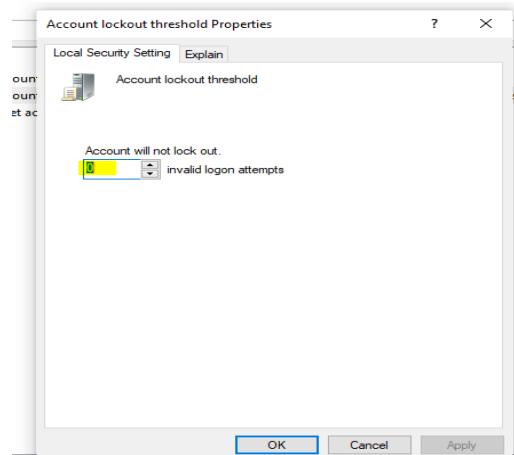 Account lockout threshold Properties ? ×
Local Security Setting Explain
Account lockout threshold
Account will not lock out.
0 invalid logon attempts
OK Cancel Apply